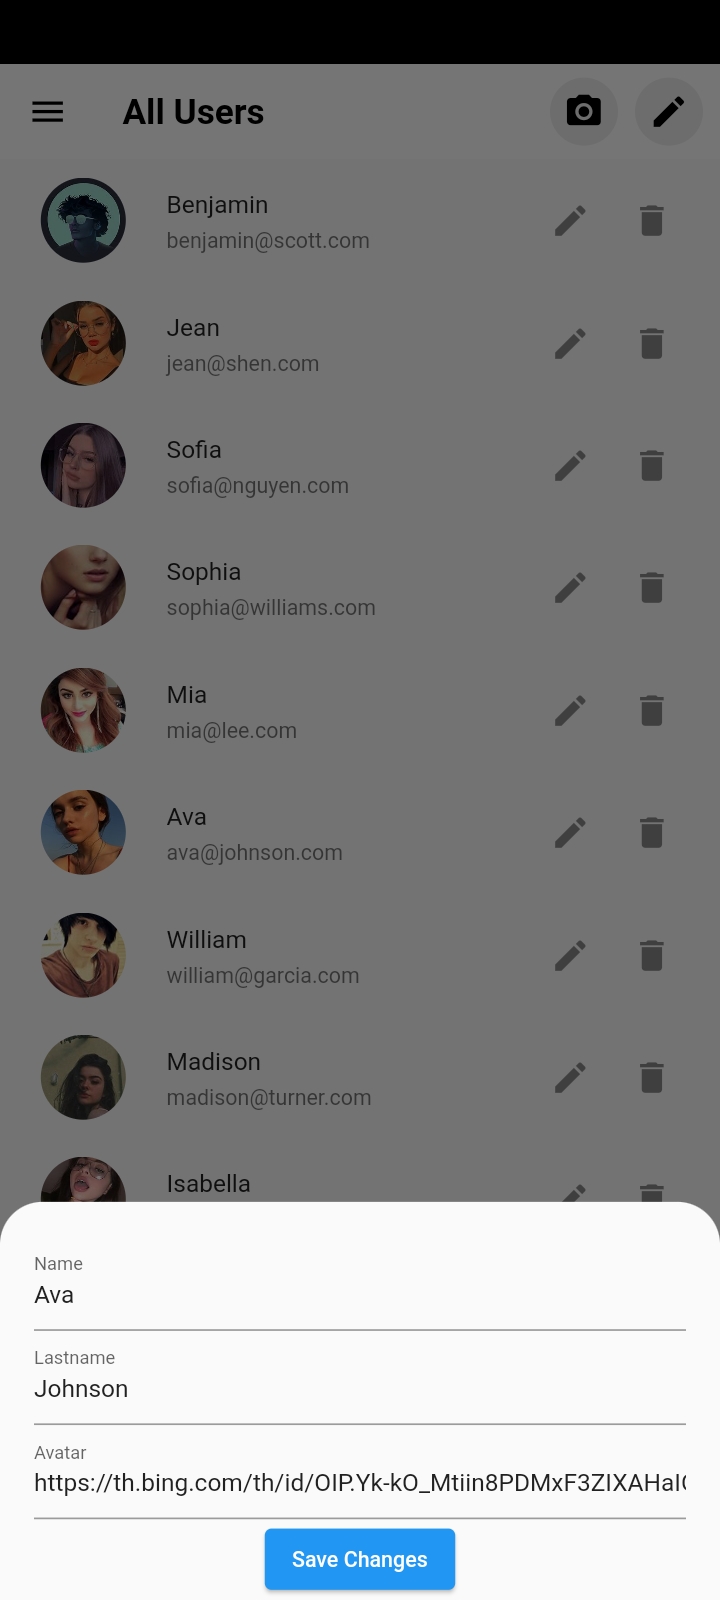 All Users
Benjamin
benjamin@scott.com
Jean
jean@shen.com
Sofia
sofia@nguyen.com
Sophia
sophia@williams.com
Mia
mia@lee.com
Ava
ava@johnson.com
William
william@garcia.com
Madison
madison@turner.com
Isabella
Name
Ava
Lastname
Johnson
Avatar
https://th.bing.com/th/id/OIP.Yk-kO_Mtiin8PDMxF3ZIXAHaI
Save Changes